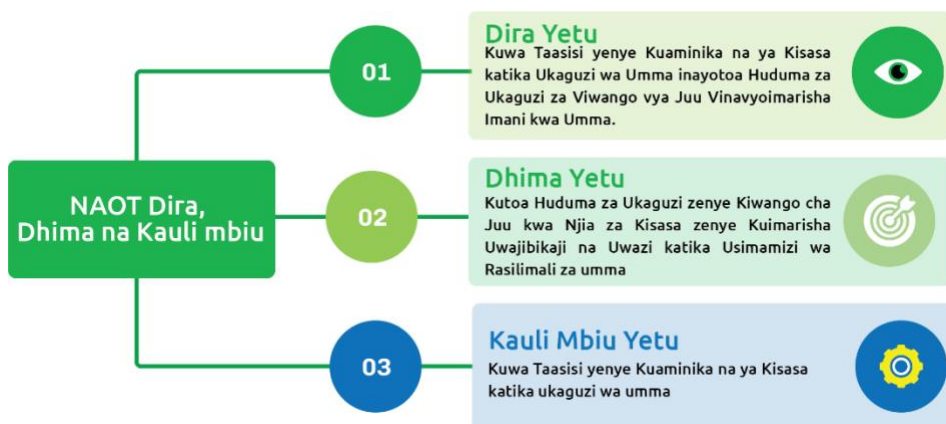 NAOT Dira,
Dhima na Kauli mbiu
01
Dira Yetu
Kuwa Taasisi yenye Kuaminika na ya Kisasa
katika Ukaguzi wa Umma inayotoa Huduma za
Ukaguzi za Viwango vya Juu Vinavyoimarisha
Imani kwa Umma.
02
Dhima Yetu
Kutoa Huduma za Ukaguzi zenye Kiwango cha
Juu kwa Njia za Kisasa zenye Kuimarisha
Uwajibikaji na Uwazi katika Usimamizi wa
Rasilimali za umma
03
Kauli Mbiu Yetu
Kuwa Taasisi yenye Kuaminika na ya Kisasa
katika ukaguzi wa umma